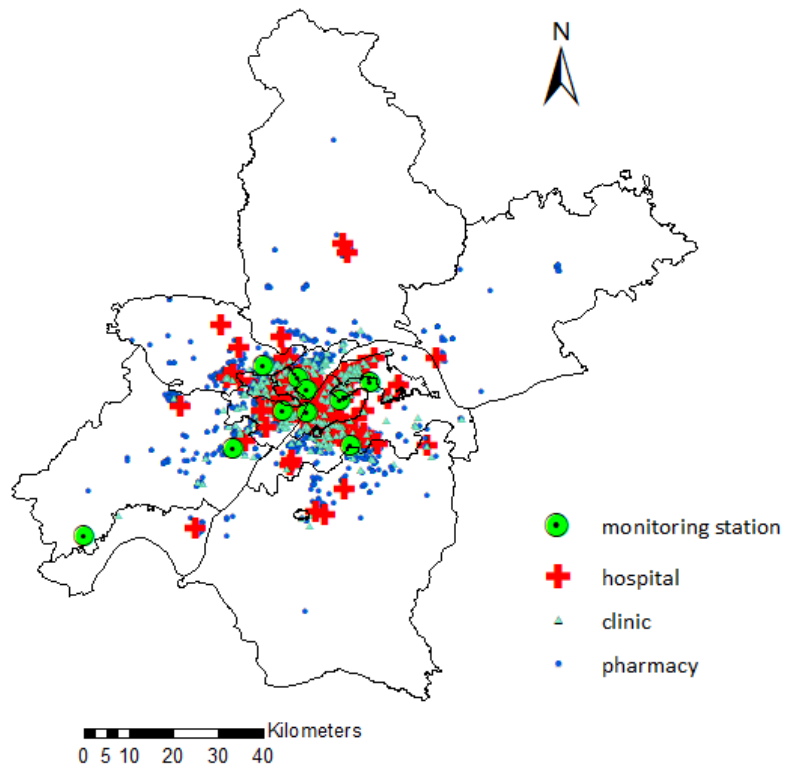 N
monitoring station
hospital
clinic
pharmacy
Kilometers
0 5 10 20 30 40